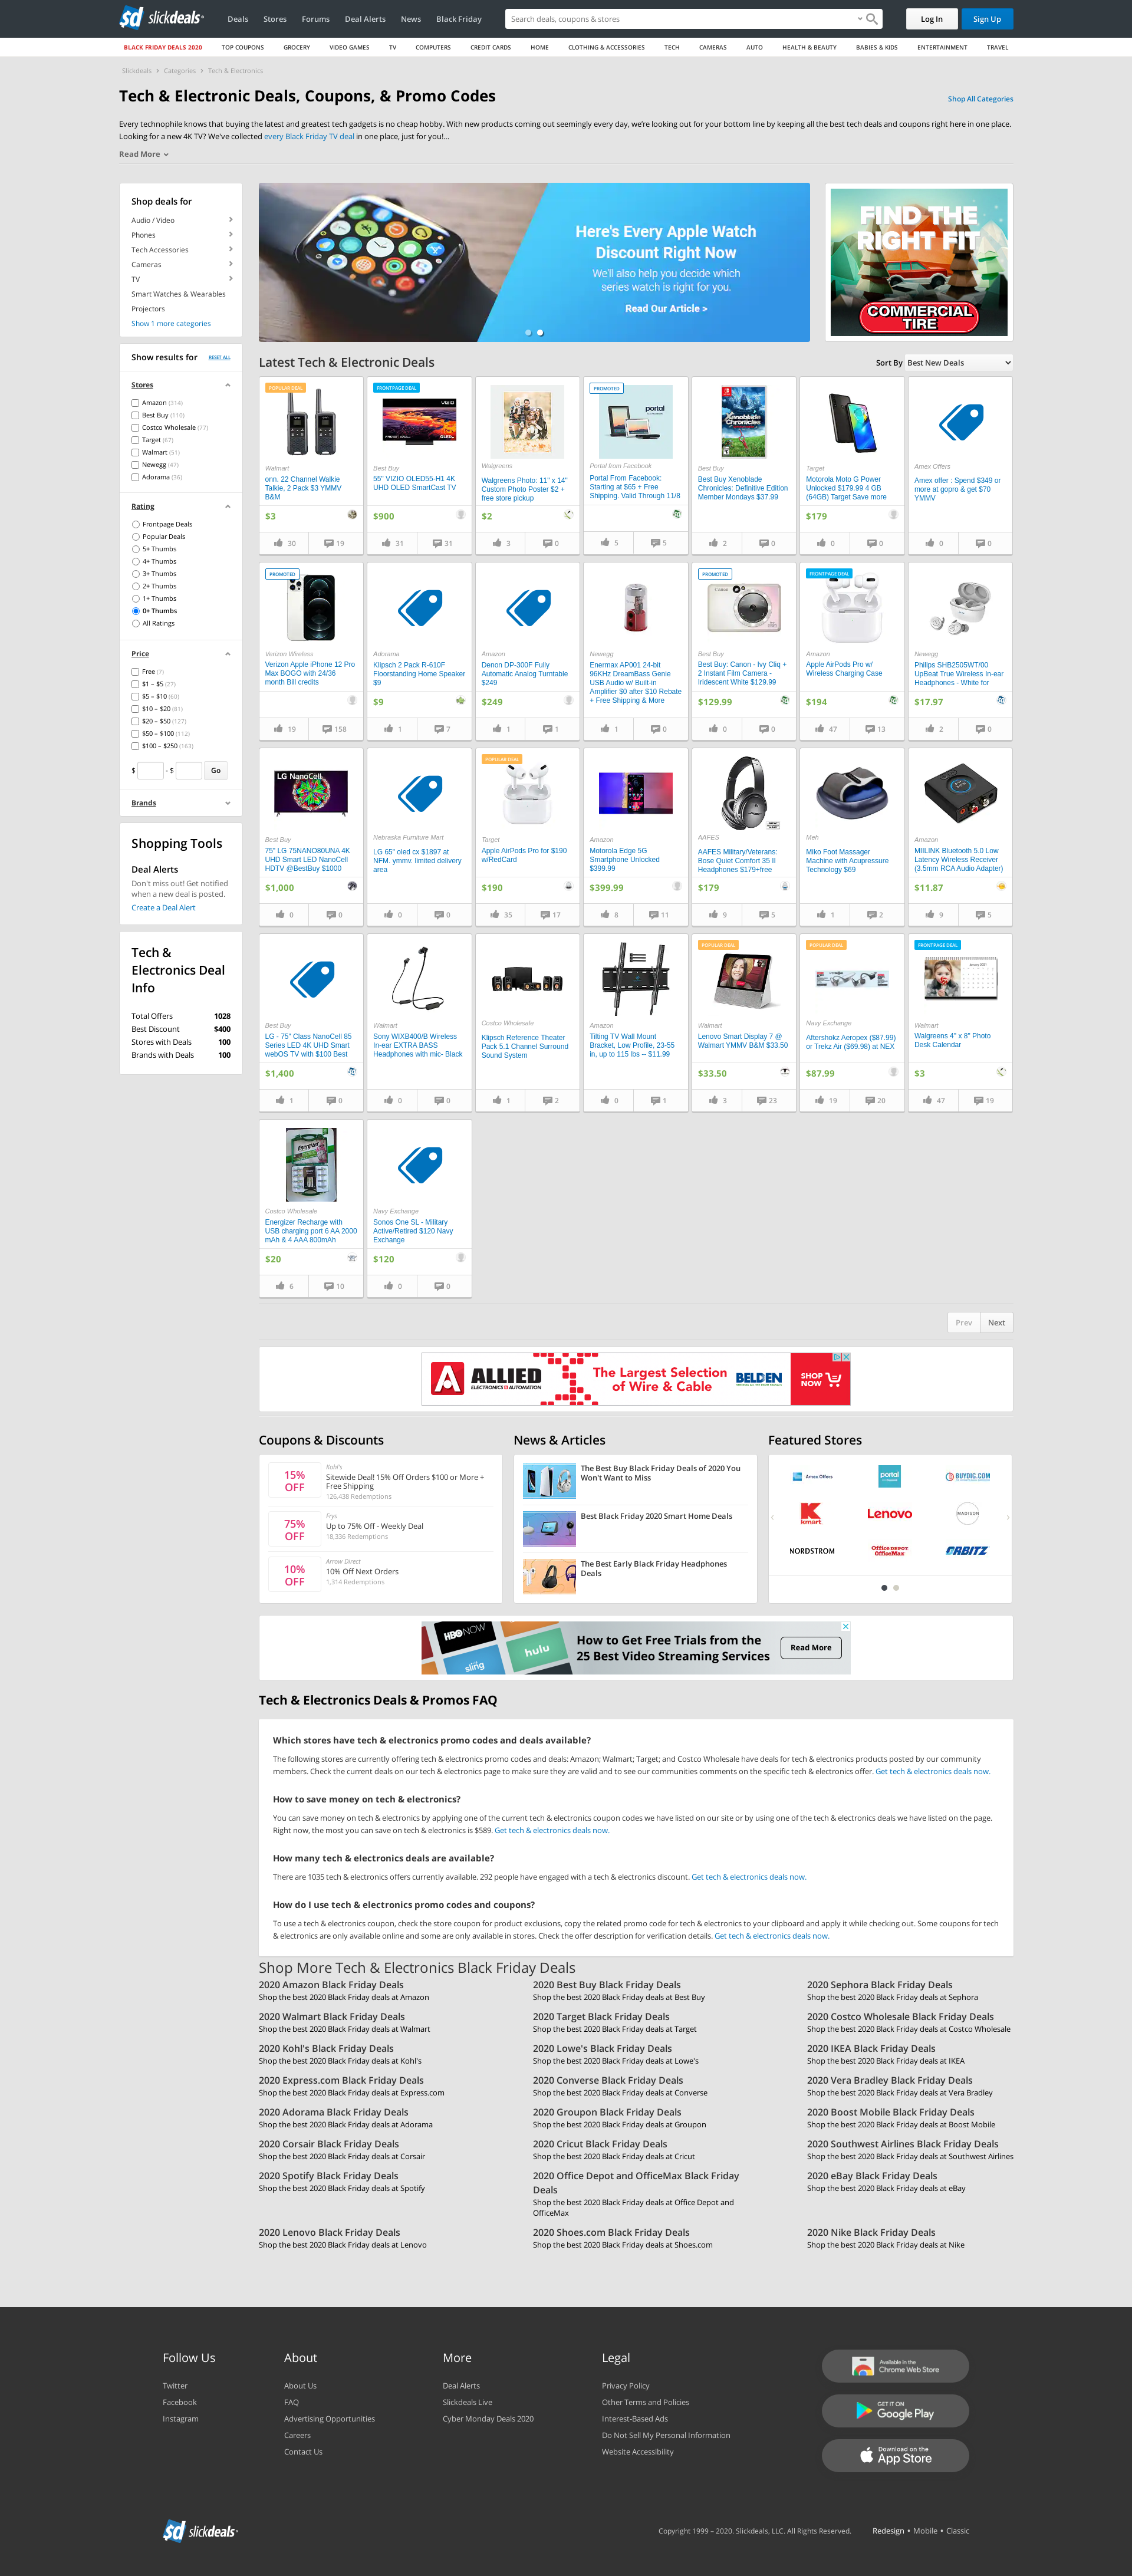 sd slickdeals
Deals Stores Forums Deal Alerts News Black Friday
Search deals, coupons & stores
Log In
Sign Up
BLACK FRIDAY DEALS 2020 TOP COUPONS GROCERY VIDEO GAMES TV COMPUTERS CREDIT CARDS HOME CLOTHING & ACCESSORIES TECH CAMERAS AUTO HEALTH & BEAUTY BABIES & KIDS ENTERTAINMENT TRAVEL
Slickdeals > Categories > Tech & Electronics
Tech & Electronic Deals, Coupons, & Promo Codes
Shop All Categories
Every technophile knows that buying the latest and greatest tech gadgets is no cheap hobby. With new products coming out seemingly every day, we're looking out for your bottom line by keeping all the best tech deals and coupons right here in one place.
Looking for a new 4K TV? We've collected every Black Friday TV deal in one place, just for you!...
Read More
Shop deals for
Audio / Video
Phones
Tech Accessories
Cameras
TV
Smart Watches & Wearables
Projectors
Show 1 more categories
Show results for
RESET ALL
Stores
Amazon (314)
Best Buy (110)
Costco Wholesale (77)
Target (67)
Walmart (51)
Newegg (47)
Adorama (36)
Rating
Frontpage Deals
Popular Deals
5+ Thumbs
4+ Thumbs
3+ Thumbs
2+ Thumbs
1+ Thumbs
0+ Thumbs
All Ratings
Price
Free (7)
$1 – $5 (27)
$5 – $10 (60)
$10 – $20 (81)
$20 – $50 (127)
$50 – $100 (112)
$100 – $250 (163)
$ - $ Go
Brands
Shopping Tools
Deal Alerts
Don't miss out! Get notified
when a new deal is posted.
Create a Deal Alert
Tech &
Electronics Deal
Info
Total Offers 1028
Best Discount $400
Stores with Deals 100
Brands with Deals 100
Here's Every Apple Watch
Discount Right Now
We'll also help you decide which
series watch is right for you.
Read Our Article >
FIND THE
RIGHT FIT
COMMERCIAL
TIRE
Latest Tech & Electronic Deals
Sort By Best New Deals
POPULAR DEAL
Walmart
onn. 22 Channel Walkie
Talkie, 2 Pack $3 YMMV
B&M
$3
30 19
FRONTPAGE DEAL
VIZIO
OLED
Best Buy
55" VIZIO OLED55-H1 4K
UHD OLED SmartCast TV
$900
31 31
Walgreens
Walgreens Photo: 11" x 14"
Custom Photo Poster $2 +
free store pickup
$2
3 0
PROMOTED
portal
Portal from Facebook
Portal From Facebook:
Starting at $65 + Free
Shipping. Valid Through 11/8
5 5
Best Buy
Best Buy Xenoblade
Chronicles: Definitive Edition
Member Mondays $37.99
2 0
Target
Motorola Moto G Power
Unlocked $179.99 4 GB
(64GB) Target Save more
$179
0 0
Amex Offers
Amex offer : Spend $349 or
more at gopro & get $70
YMMV
0 0
PROMOTED
Verizon Wireless
Verizon Apple iPhone 12 Pro
Max BOGO with 24/36
month Bill credits
19 158
Adorama
Klipsch 2 Pack R-610F
Floorstanding Home Speaker
$9
$9
1 7
Amazon
Denon DP-300F Fully
Automatic Analog Turntable
$249
$249
1 1
Newegg
Enermax AP001 24-bit
96KHz DreamBass Genie
USB Audio w/ Built-in
Amplifier $0 after $10 Rebate
+ Free Shipping & More
1 0
PROMOTED
Best Buy
Best Buy: Canon - Ivy Cliq +
2 Instant Film Camera -
Iridescent White $129.99
$129.99
0 0
FRONTPAGE DEAL
Amazon
Apple AirPods Pro w/
Wireless Charging Case
$194
47 13
Newegg
Philips SHB2505WT/00
UpBeat True Wireless In-ear
Headphones - White for
$17.97
2 0
LG NanoCell
Best Buy
75" LG 75NANO80UNA 4K
UHD Smart LED NanoCell
HDTV @BestBuy $1000
$1,000
0 0
Nebraska Furniture Mart
LG 65" oled cx $1897 at
NFM. ymmv. limited delivery
area
0 0
POPULAR DEAL
Target
Apple AirPods Pro for $190
w/RedCard
$190
35 17
Amazon
Motorola Edge 5G
Smartphone Unlocked
$399.99
$399.99
8 11
AAFES
AAFES Military/Veterans:
Bose Quiet Comfort 35 II
Headphones $179+free
$179
9 5
Meh
Miko Foot Massager
Machine with Acupressure
Technology $69
1 2
Amazon
MIILINK Bluetooth 5.0 Low
Latency Wireless Receiver
(3.5mm RCA Audio Adapter)
$11.87
9 5
Best Buy
LG - 75" Class NanoCell 85
Series LED 4K UHD Smart
webOS TV with $100 Best
$1,400
1 0
Walmart
Sony WIXB400/B Wireless
In-ear EXTRA BASS
Headphones with mic- Black
0 0
Costco Wholesale
Klipsch Reference Theater
Pack 5.1 Channel Surround
Sound System
1 2
Amazon
Tilting TV Wall Mount
Bracket, Low Profile, 23-55
in, up to 115 lbs -- $11.99
0 1
POPULAR DEAL
Walmart
Lenovo Smart Display 7 @
Walmart YMMV B&M $33.50
$33.50
3 23
POPULAR DEAL
Navy Exchange
Aftershokz Aeropex ($87.99)
or Trekz Air ($69.98) at NEX
$87.99
19 20
FRONTPAGE DEAL
Walmart
Walgreens 4" x 8" Photo
Desk Calendar
$3
47 19
Costco Wholesale
Energizer Recharge with
USB charging port 6 AA 2000
mAh & 4 AAA 800mAh
$20
6 10
Navy Exchange
Sonos One SL - Military
Active/Retired $120 Navy
Exchange
$120
0 0
Prev Next
ALLIED
ELECTRONICS & AUTOMATION
The Largest Selection
of Wire & Cable
BELDEN
SHOP
NOW
Coupons & Discounts
15%
OFF
Kohl's
Sitewide Deal! 15% Off Orders $100 or More +
Free Shipping
126,438 Redemptions
75%
OFF
Frys
Up to 75% Off - Weekly Deal
18,336 Redemptions
10%
OFF
Arrow Direct
10% Off Next Orders
1,314 Redemptions
News & Articles
The Best Buy Black Friday Deals of 2020 You
Won't Want to Miss
Best Black Friday 2020 Smart Home Deals
The Best Early Black Friday Headphones
Deals
Featured Stores
Amex Offers
portal
BUYDIG.COM
kmart
Lenovo
MADISON
NORDSTROM
Office DEPOT
OfficeMax
ORBITZ
HBO NOW
sling
hulu
How to Get Free Trials from the
25 Best Video Streaming Services
Read More
Tech & Electronics Deals & Promos FAQ
Which stores have tech & electronics promo codes and deals available?
The following stores are currently offering tech & electronics promo codes and deals: Amazon; Walmart; Target; and Costco Wholesale have deals for tech & electronics products posted by our community
members. Check the current deals on our tech & electronics page to make sure they are valid and to see our communities comments on the specific tech & electronics offer. Get tech & electronics deals now.
How to save money on tech & electronics?
You can save money on tech & electronics by applying one of the current tech & electronics coupon codes we have listed on our site or by using one of the tech & electronics deals we have listed on the page.
Right now, the most you can save on tech & electronics is $589. Get tech & electronics deals now.
How many tech & electronics deals are available?
There are 1035 tech & electronics offers currently available. 292 people have engaged with a tech & electronics discount. Get tech & electronics deals now.
How do I use tech & electronics promo codes and coupons?
To use a tech & electronics coupon, check the store coupon for product exclusions, copy the related promo code for tech & electronics to your clipboard and apply it while checking out. Some coupons for tech
& electronics are only available online and some are only available in stores. Check the offer description for verification details. Get tech & electronics deals now.
Shop More Tech & Electronics Black Friday Deals
2020 Amazon Black Friday Deals
Shop the best 2020 Black Friday deals at Amazon
2020 Best Buy Black Friday Deals
Shop the best 2020 Black Friday deals at Best Buy
2020 Sephora Black Friday Deals
Shop the best 2020 Black Friday deals at Sephora
2020 Walmart Black Friday Deals
Shop the best 2020 Black Friday deals at Walmart
2020 Target Black Friday Deals
Shop the best 2020 Black Friday deals at Target
2020 Costco Wholesale Black Friday Deals
Shop the best 2020 Black Friday deals at Costco Wholesale
2020 Kohl's Black Friday Deals
Shop the best 2020 Black Friday deals at Kohl's
2020 Lowe's Black Friday Deals
Shop the best 2020 Black Friday deals at Lowe's
2020 IKEA Black Friday Deals
Shop the best 2020 Black Friday deals at IKEA
2020 Express.com Black Friday Deals
Shop the best 2020 Black Friday deals at Express.com
2020 Converse Black Friday Deals
Shop the best 2020 Black Friday deals at Converse
2020 Vera Bradley Black Friday Deals
Shop the best 2020 Black Friday deals at Vera Bradley
2020 Adorama Black Friday Deals
Shop the best 2020 Black Friday deals at Adorama
2020 Groupon Black Friday Deals
Shop the best 2020 Black Friday deals at Groupon
2020 Boost Mobile Black Friday Deals
Shop the best 2020 Black Friday deals at Boost Mobile
2020 Corsair Black Friday Deals
Shop the best 2020 Black Friday deals at Corsair
2020 Cricut Black Friday Deals
Shop the best 2020 Black Friday deals at Cricut
2020 Southwest Airlines Black Friday Deals
Shop the best 2020 Black Friday deals at Southwest Airlines
2020 Spotify Black Friday Deals
Shop the best 2020 Black Friday deals at Spotify
2020 Office Depot and OfficeMax Black Friday
Deals
Shop the best 2020 Black Friday deals at Office Depot and
OfficeMax
2020 eBay Black Friday Deals
Shop the best 2020 Black Friday deals at eBay
2020 Lenovo Black Friday Deals
Shop the best 2020 Black Friday deals at Lenovo
2020 Shoes.com Black Friday Deals
Shop the best 2020 Black Friday deals at Shoes.com
2020 Nike Black Friday Deals
Shop the best 2020 Black Friday deals at Nike
Follow Us
Twitter
Facebook
Instagram
About
About Us
FAQ
Advertising Opportunities
Careers
Contact Us
More
Deal Alerts
Slickdeals Live
Cyber Monday Deals 2020
Legal
Privacy Policy
Other Terms and Policies
Interest-Based Ads
Do Not Sell My Personal Information
Website Accessibility
Available in the
Chrome Web Store
GET IT ON
Google Play
Download on the
App Store
sd slickdeals
Copyright 1999 – 2020. Slickdeals, LLC. All Rights Reserved.
Redesign • Mobile • Classic